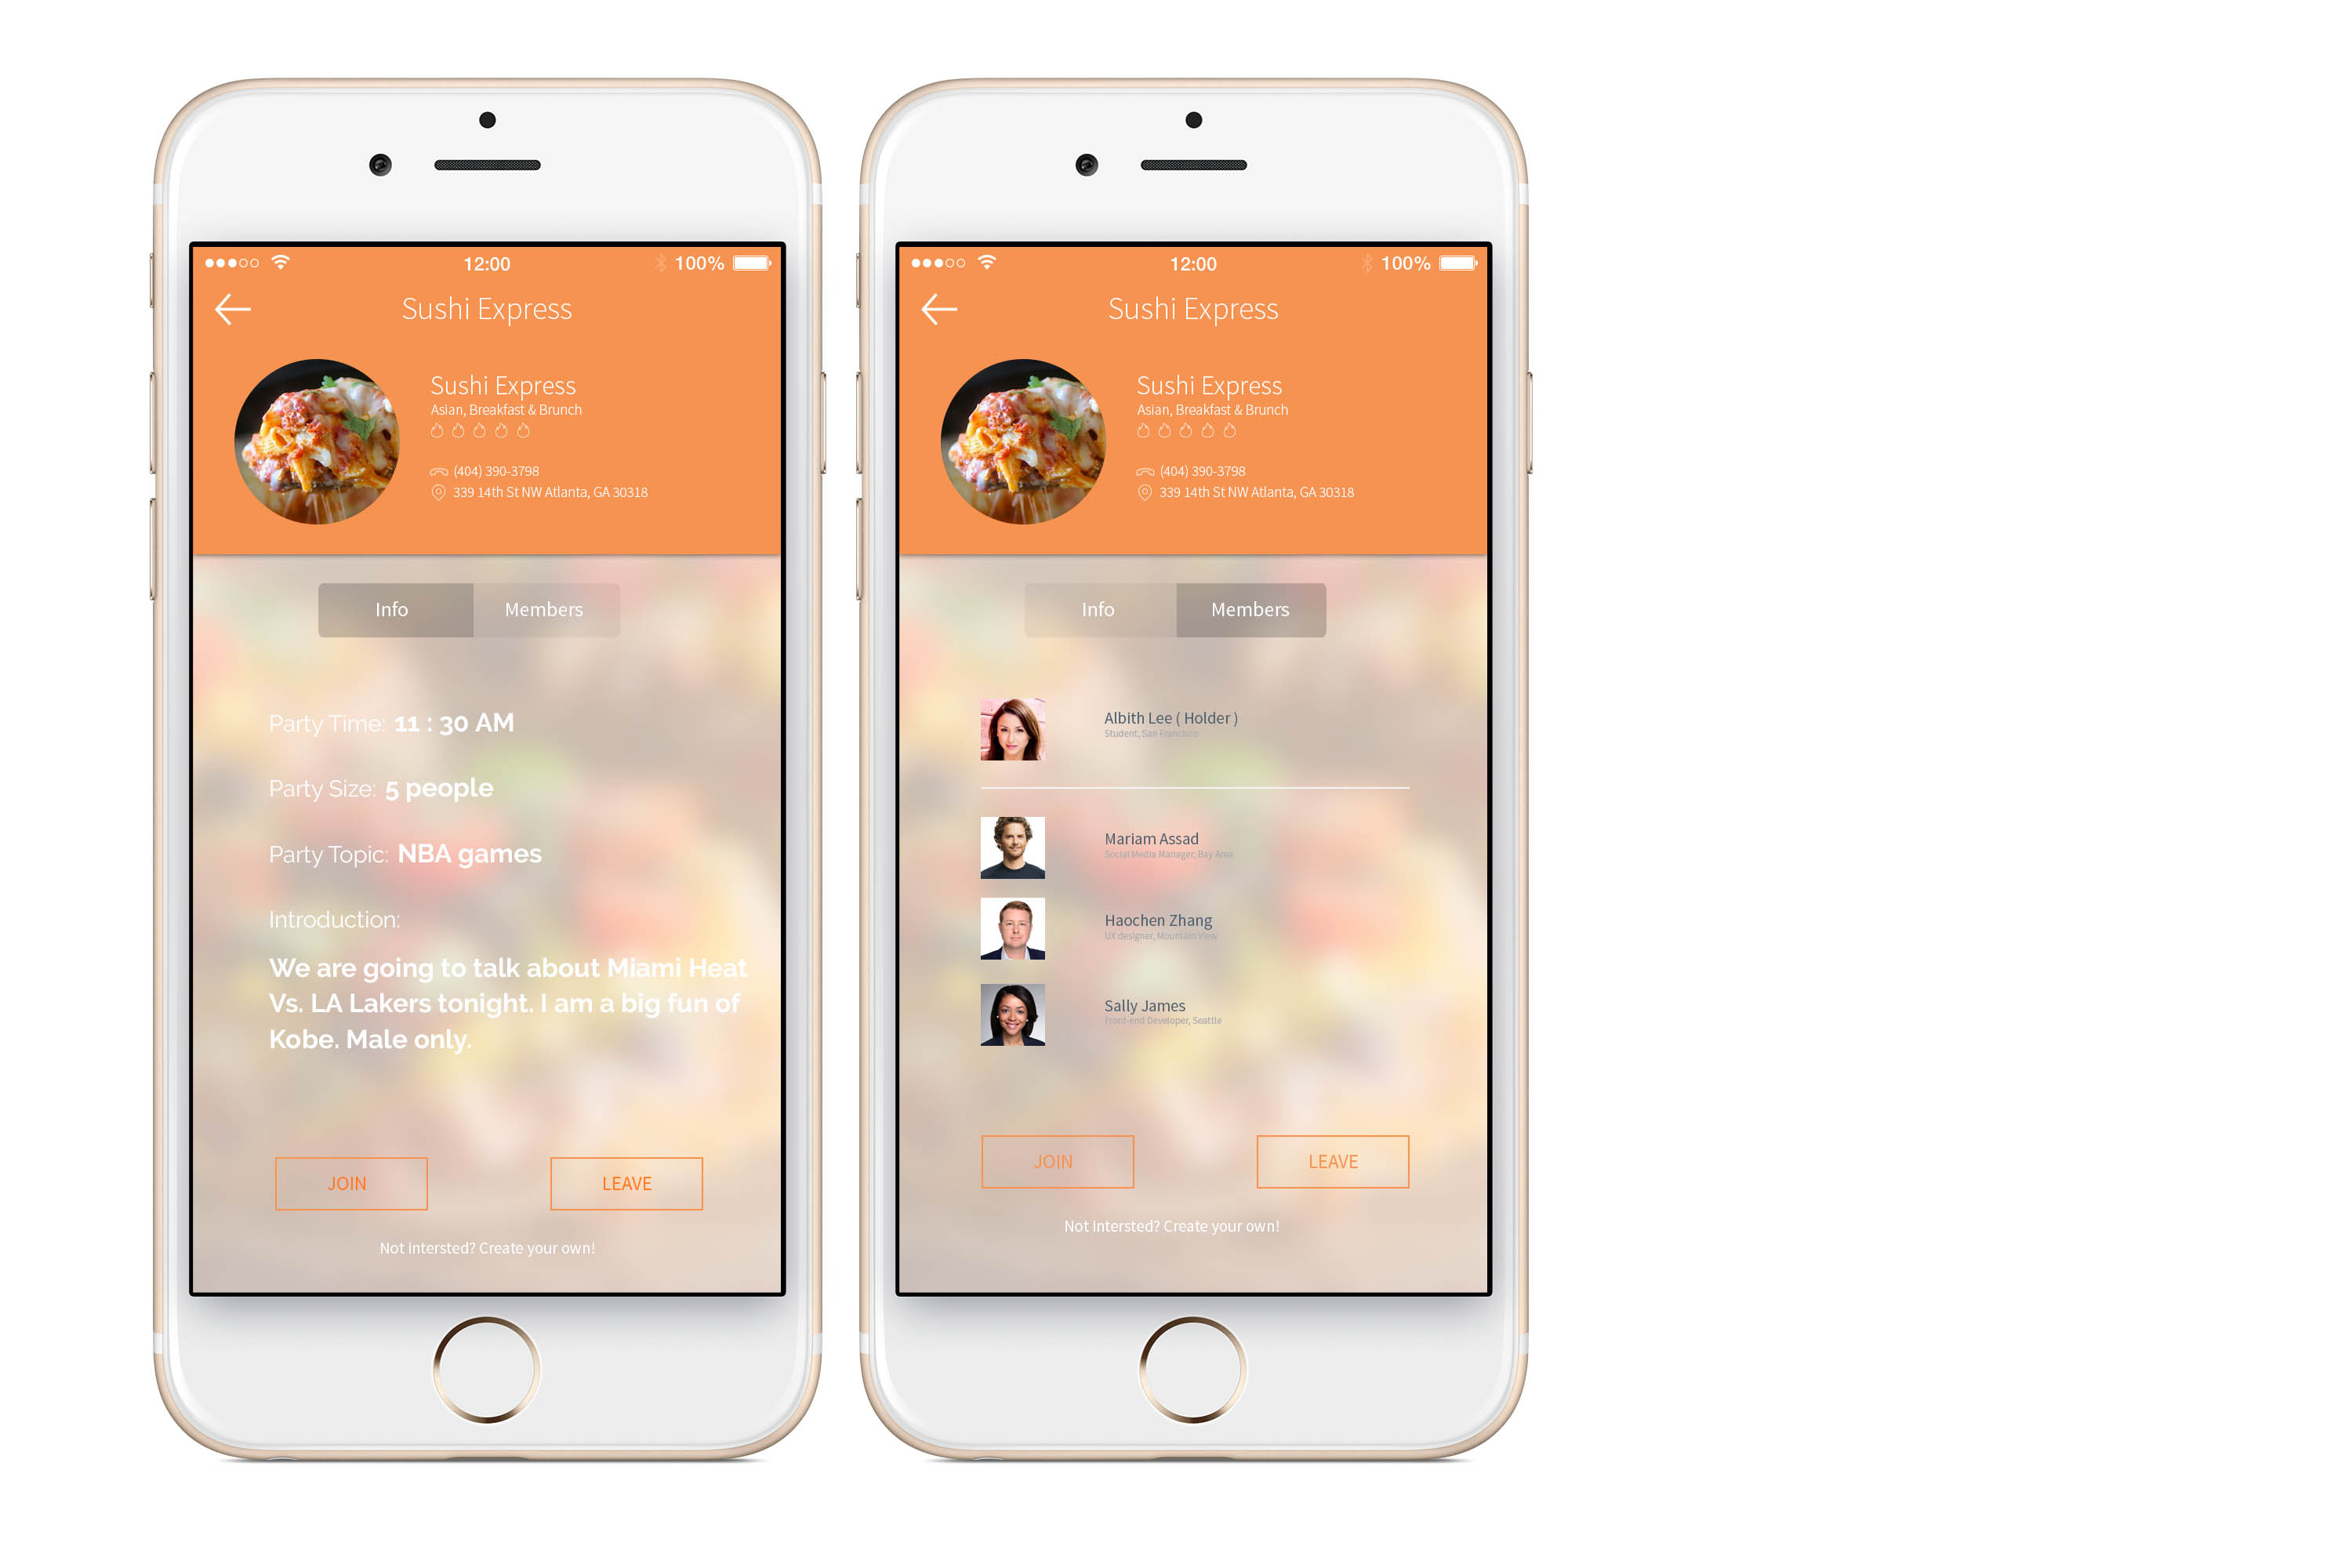 12:00
100%
Sushi Express
Sushi Express
Asian, Breakfast & Brunch
(404) 390-3798
339 14th St NW Atlanta, GA 30318
Info
Members
Party Time: 11 : 30 AM
Party Size: 5 people
Party Topic: NBA games
Introduction:
We are going to talk about Miami Heat
Vs. LA Lakers tonight. I am a big fun of
Kobe. Male only.
JOIN
LEAVE
Not intersted? Create your own!
12:00
100%
Sushi Express
Sushi Express
Asian, Breakfast & Brunch
(404) 390-3798
339 14th St NW Atlanta, GA 30318
Info
Members
Albith Lee ( Holder )
Student, San Francisco
Mariam Assad
Social Media Manager, Bay Area
Haochen Zhang
UX designer, Mountain View
Sally James
Front-end Developer, Seattle
JOIN
LEAVE
Not intersted? Create your own!